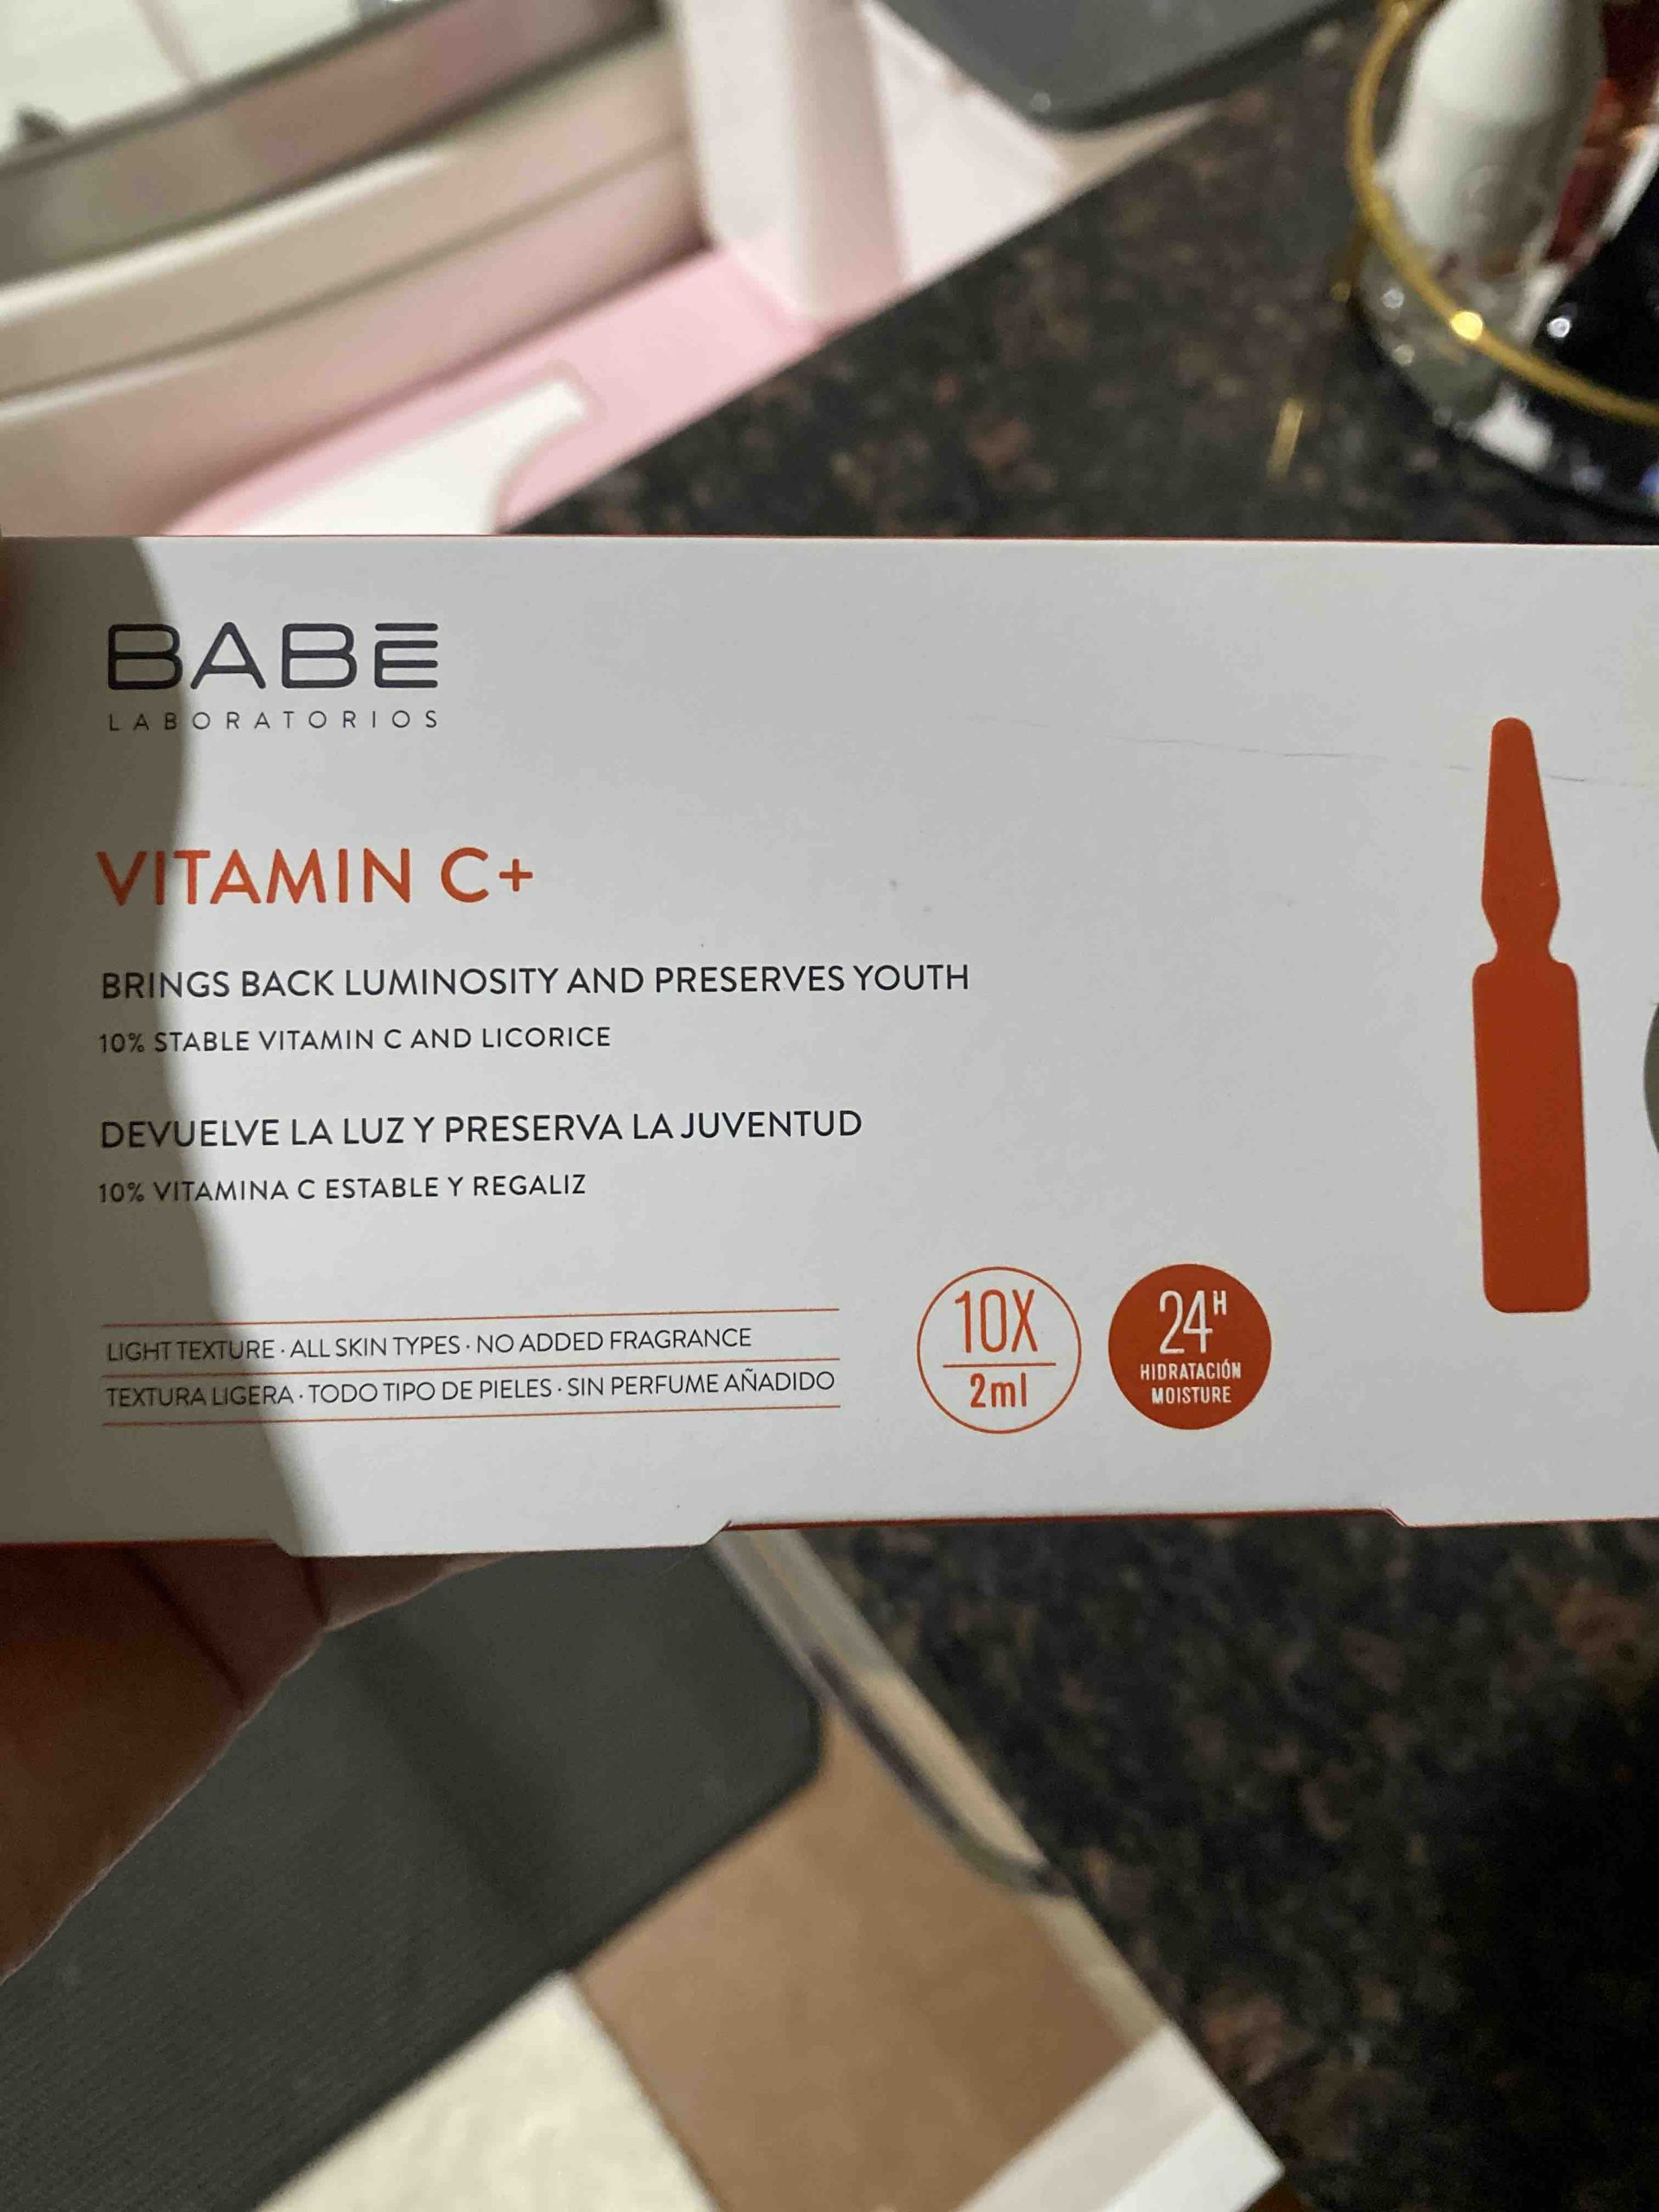 BABĒ
LABORATORIOS
VITAMIN C+
BRINGS BACK LUMINOSITY AND PRESERVES YOUTH
10% STABLE VITAMIN C AND LICORICE
DEVUELVE LA LUZ Y PRESERVA LA JUVENTUD
10% VITAMINA C ESTABLE Y REGALIZ
LIGHT TEXTURE · ALL SKIN TYPES · NO ADDED FRAGRANCE
TEXTURA LIGERA · TODO TIPO DE PIELES · SIN PERFUME AÑADIDO
10X
2ml
24H
HIDRATACIÓN
MOISTURE